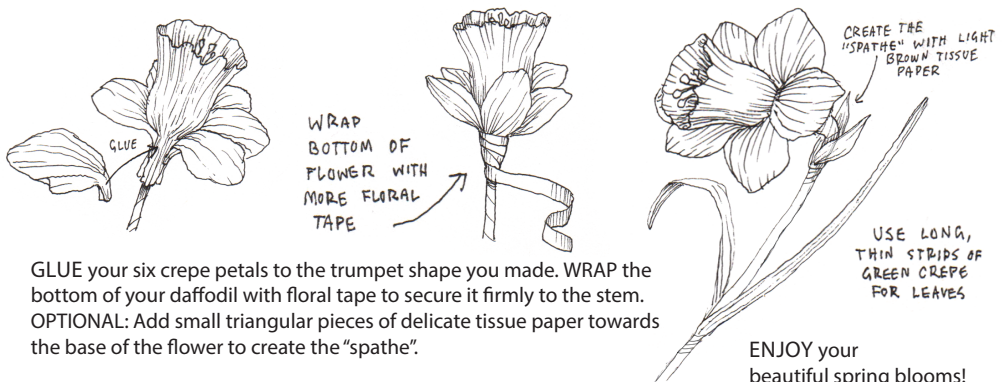 GLUE
WRAP
BOTTOM OF
FLOWER WITH
MORE FLORAL
TAPE
CREATE THE
"SPATHE" WITH LIGHT
BROWN TISSUE
PAPER
USE LONG,
THIN STRIPS OF
GREEN CREPE
FOR LEAVES
GLUE your six crepe petals to the trumpet shape you made. WRAP the
bottom of your daffodil with floral tape to secure it firmly to the stem.
OPTIONAL: Add small triangular pieces of delicate tissue paper towards
the base of the flower to create the “spathe”.
ENJOY your
beautiful spring blooms!